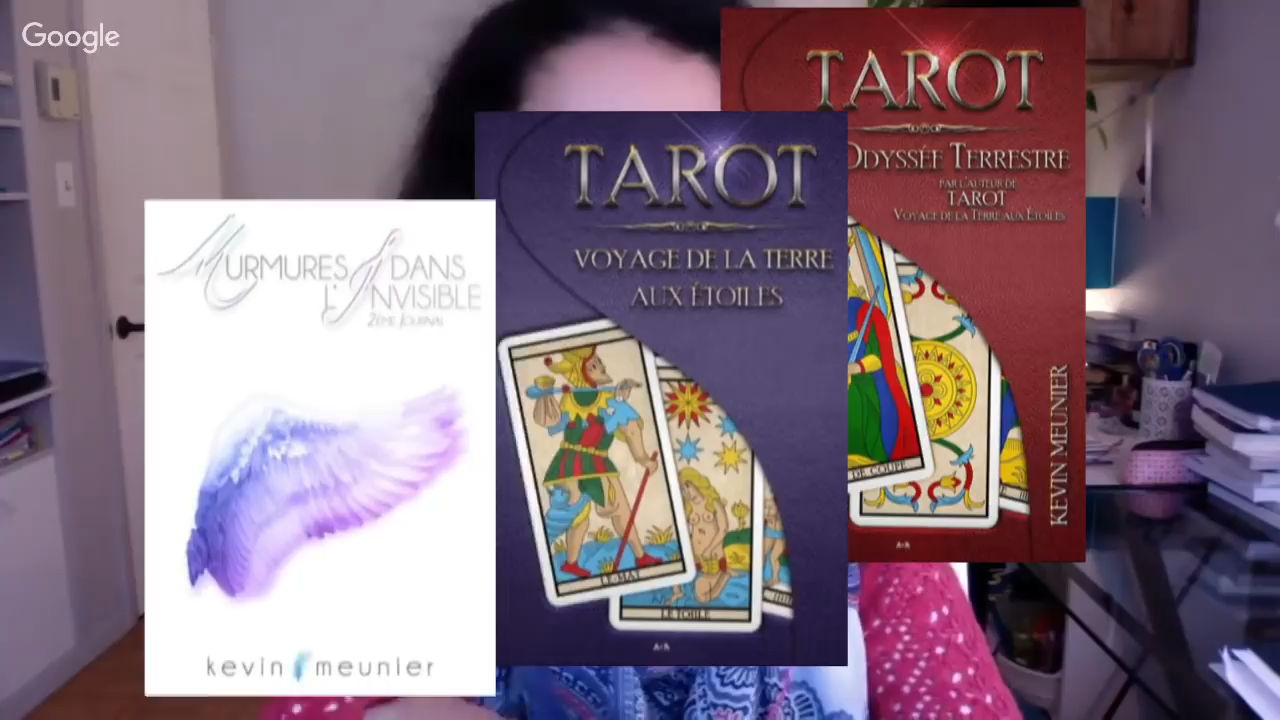 Google
MURMURES DANS
L'INVISIBLE
2ÈME JOURNAL
kevin meunier
TAROT
VOYAGE DE LA TERRE
AUX ÉTOILES
LE·MAT
L'ÉTOILE
TAROT
ODYSSÉE TERRESTRE
PAR L'AUTEUR DE
TAROT
VOYAGE DE LA TERRE AUX ÉTOILES
DE COUPE
KEVIN MEUNIER